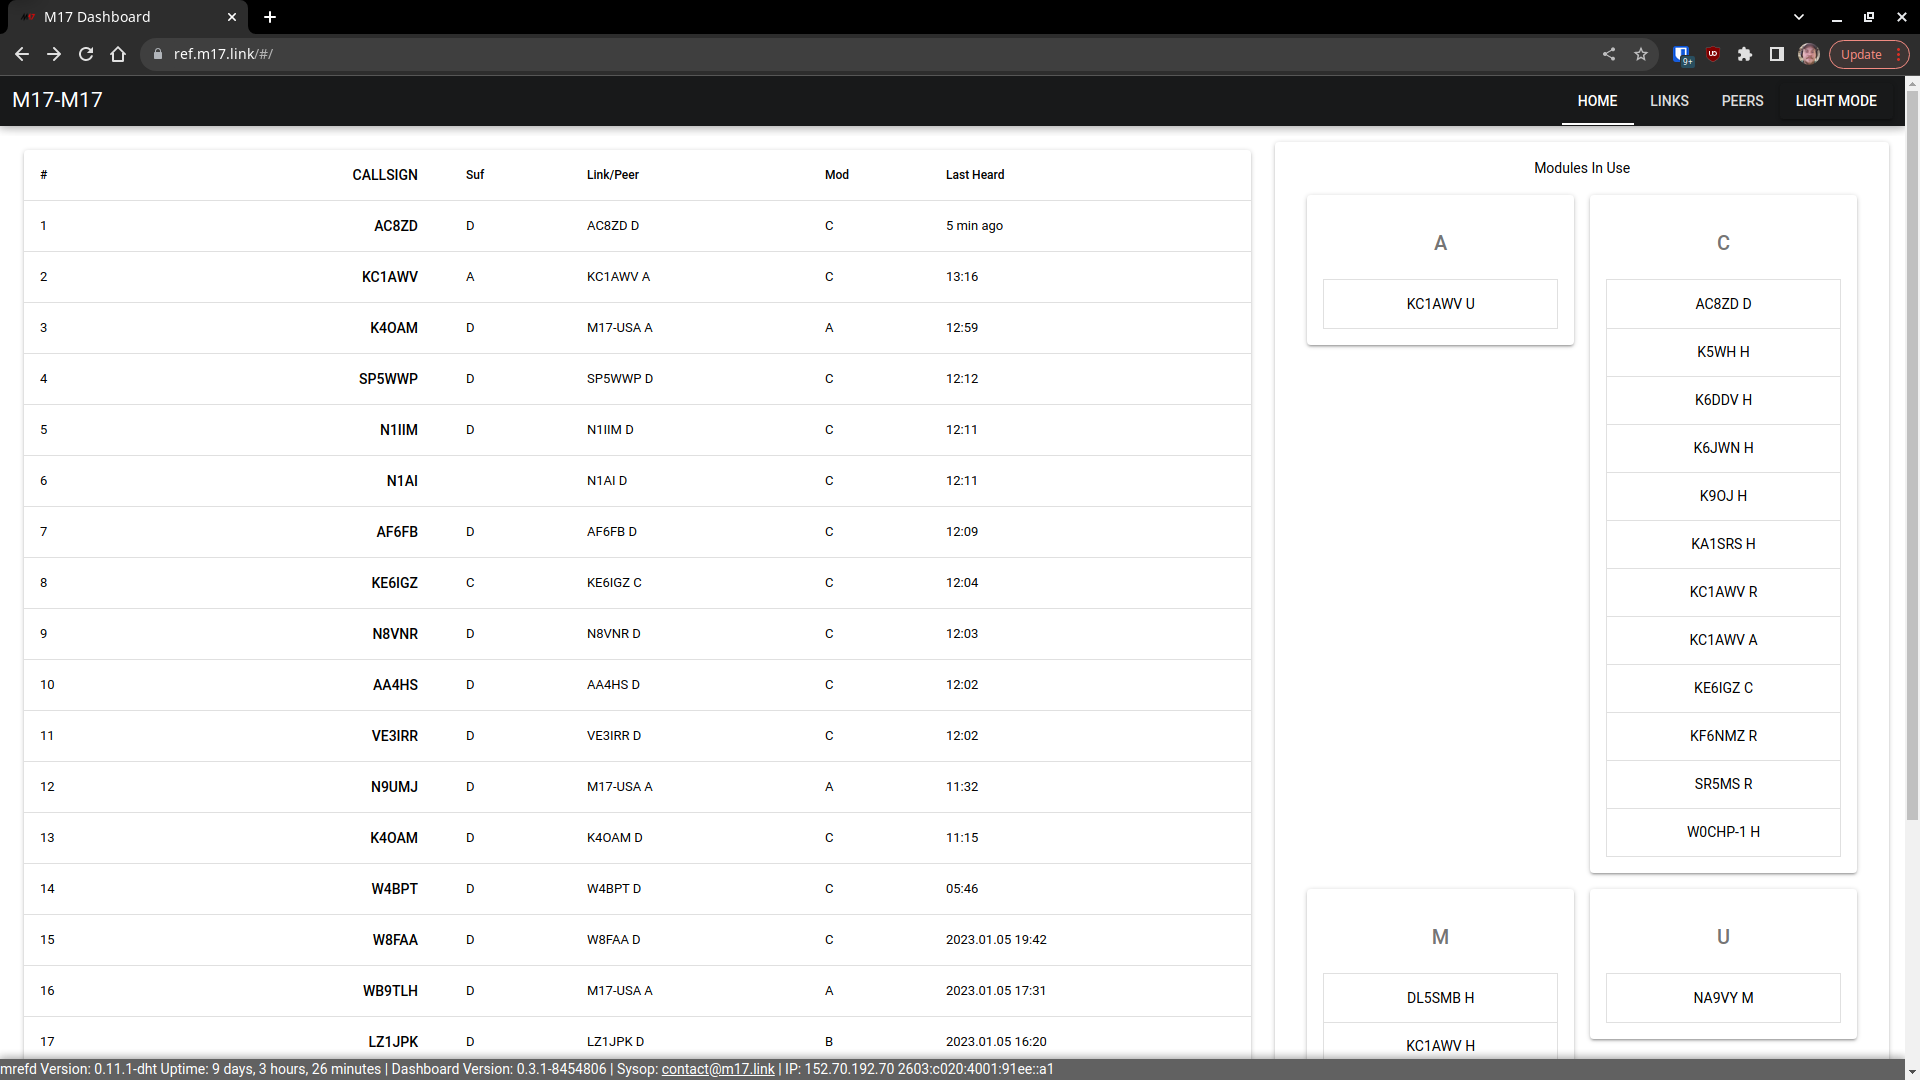 M17 Dashboard
ref.m17.link/#/
9+
Update
M17-M17
HOME LINKS PEERS LIGHT MODE
# CALLSIGN Suf Link/Peer Mod Last Heard
1 AC8ZD D AC8ZD D C 5 min ago
2 KC1AWV A KC1AWV A C 13:16
3 K4OAM D M17-USA A A 12:59
4 SP5WWP D SP5WWP D C 12:12
5 N1IIM D N1IIM D C 12:11
6 N1AI N1AI D C 12:11
7 AF6FB D AF6FB D C 12:09
8 KE6IGZ C KE6IGZ C C 12:04
9 N8VNR D N8VNR D C 12:03
10 AA4HS D AA4HS D C 12:02
11 VE3IRR D VE3IRR D C 12:02
12 N9UMJ D M17-USA A A 11:32
13 K4OAM D K4OAM D C 11:15
14 W4BPT D W4BPT D C 05:46
15 W8FAA D W8FAA D C 2023.01.05 19:42
16 WB9TLH D M17-USA A A 2023.01.05 17:31
17 LZ1JPK D LZ1JPK D B 2023.01.05 16:20
Modules In Use
A
KC1AWV U
C
AC8ZD D
K5WH H
K6DDV H
K6JWN H
K9OJ H
KA1SRS H
KC1AWV R
KC1AWV A
KE6IGZ C
KF6NMZ R
SR5MS R
W0CHP-1 H
M
DL5SMB H
KC1AWV H
U
NA9VY M
mrefd Version: 0.11.1-dht Uptime: 9 days, 3 hours, 26 minutes | Dashboard Version: 0.3.1-8454806 | Sysop: contact@m17.link | IP: 152.70.192.70 2603:c020:4001:91ee::a1